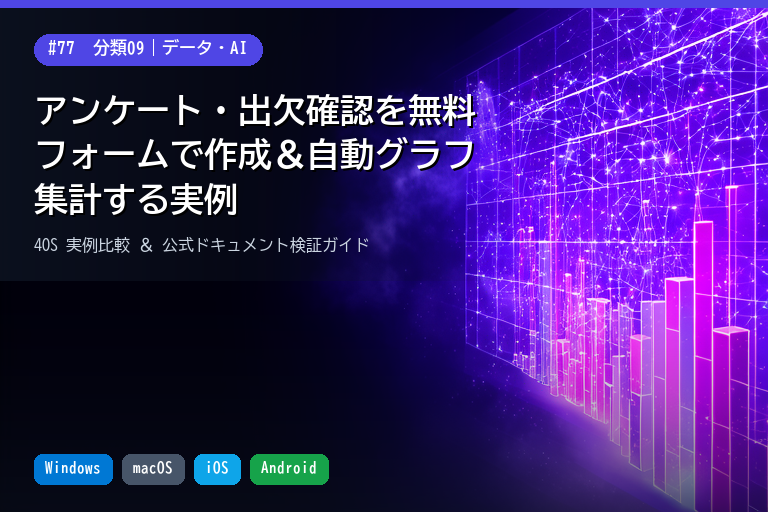 #77 分類09｜データ・AI
アンケート・出欠確認を無料
フォームで作成＆自動グラフ
集計する実例
4OS 実例比較 ＆ 公式ドキュメント検証ガイド
Windows macOS iOS Android